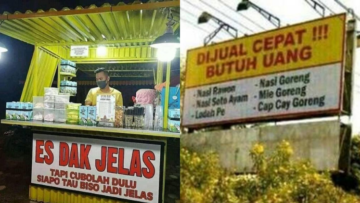 ES DAK JELAS
TAPI CUBOLAH DULU
SIAPO TAU BISO JADI JELAS
DIJUAL CEPAT !!!
BUTUH UANG
- Nasi Rawon
- Nasi Soto Ayam
- Lodeh Pe
- Nasi Goreng
- Mie Goreng
- Cap Cay Goreng